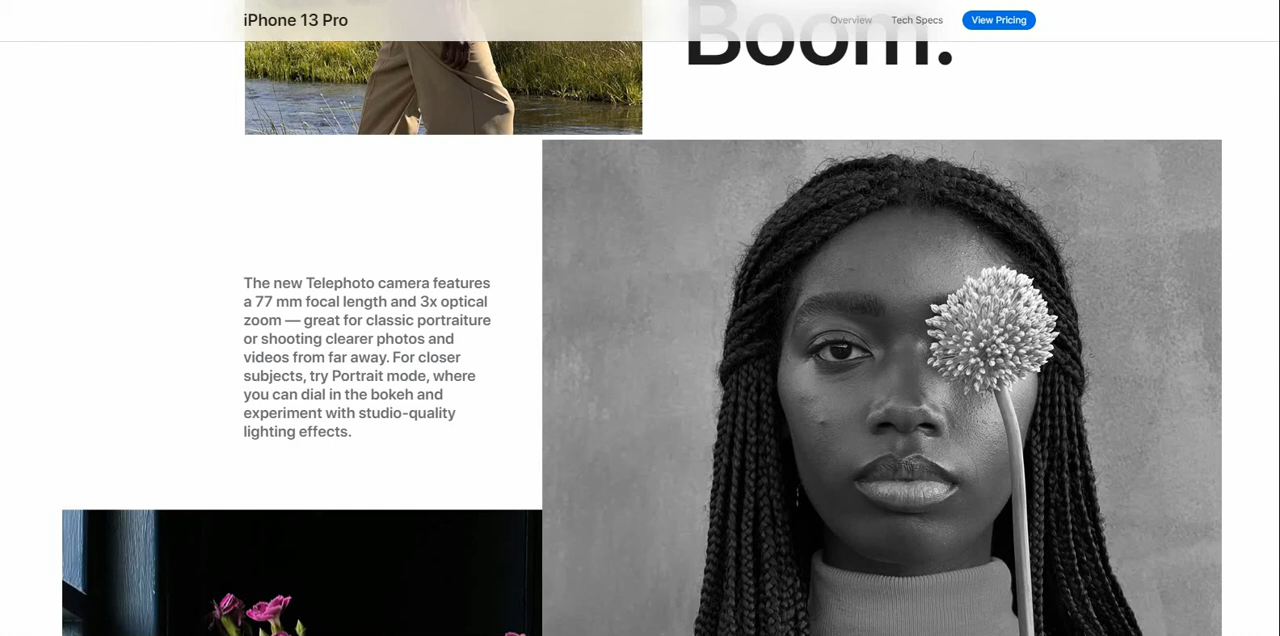 iPhone 13 Pro
Overview
Tech Specs
View Pricing
Boom.
The new Telephoto camera features
a 77 mm focal length and 3x optical
zoom — great for classic portraiture
or shooting clearer photos and
videos from far away. For closer
subjects, try Portrait mode, where
you can dial in the bokeh and
experiment with studio-quality
lighting effects.